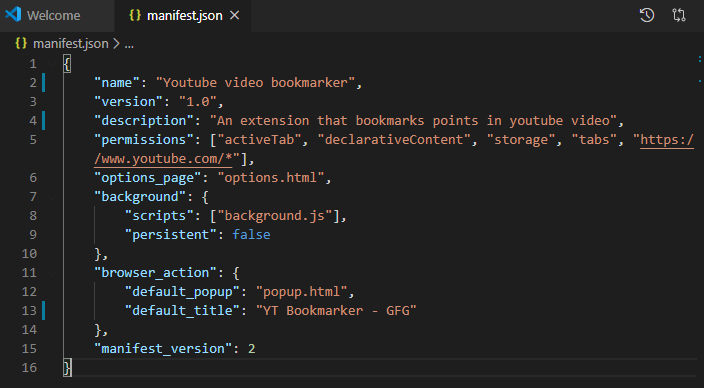 Welcome
{} manifest.json ×
{} manifest.json > ...
1 {
2 "name": "Youtube video bookmarker",
3 "version": "1.0",
4 "description": "An extension that bookmarks points in youtube video",
5 "permissions": ["activeTab", "declarativeContent", "storage", "tabs", "https:/
/www.youtube.com/*"],
6 "options_page": "options.html",
7 "background": {
8 "scripts": ["background.js"],
9 "persistent": false
10 },
11 "browser_action": {
12 "default_popup": "popup.html",
13 "default_title": "YT Bookmarker - GFG"
14 },
15 "manifest_version": 2
16 }